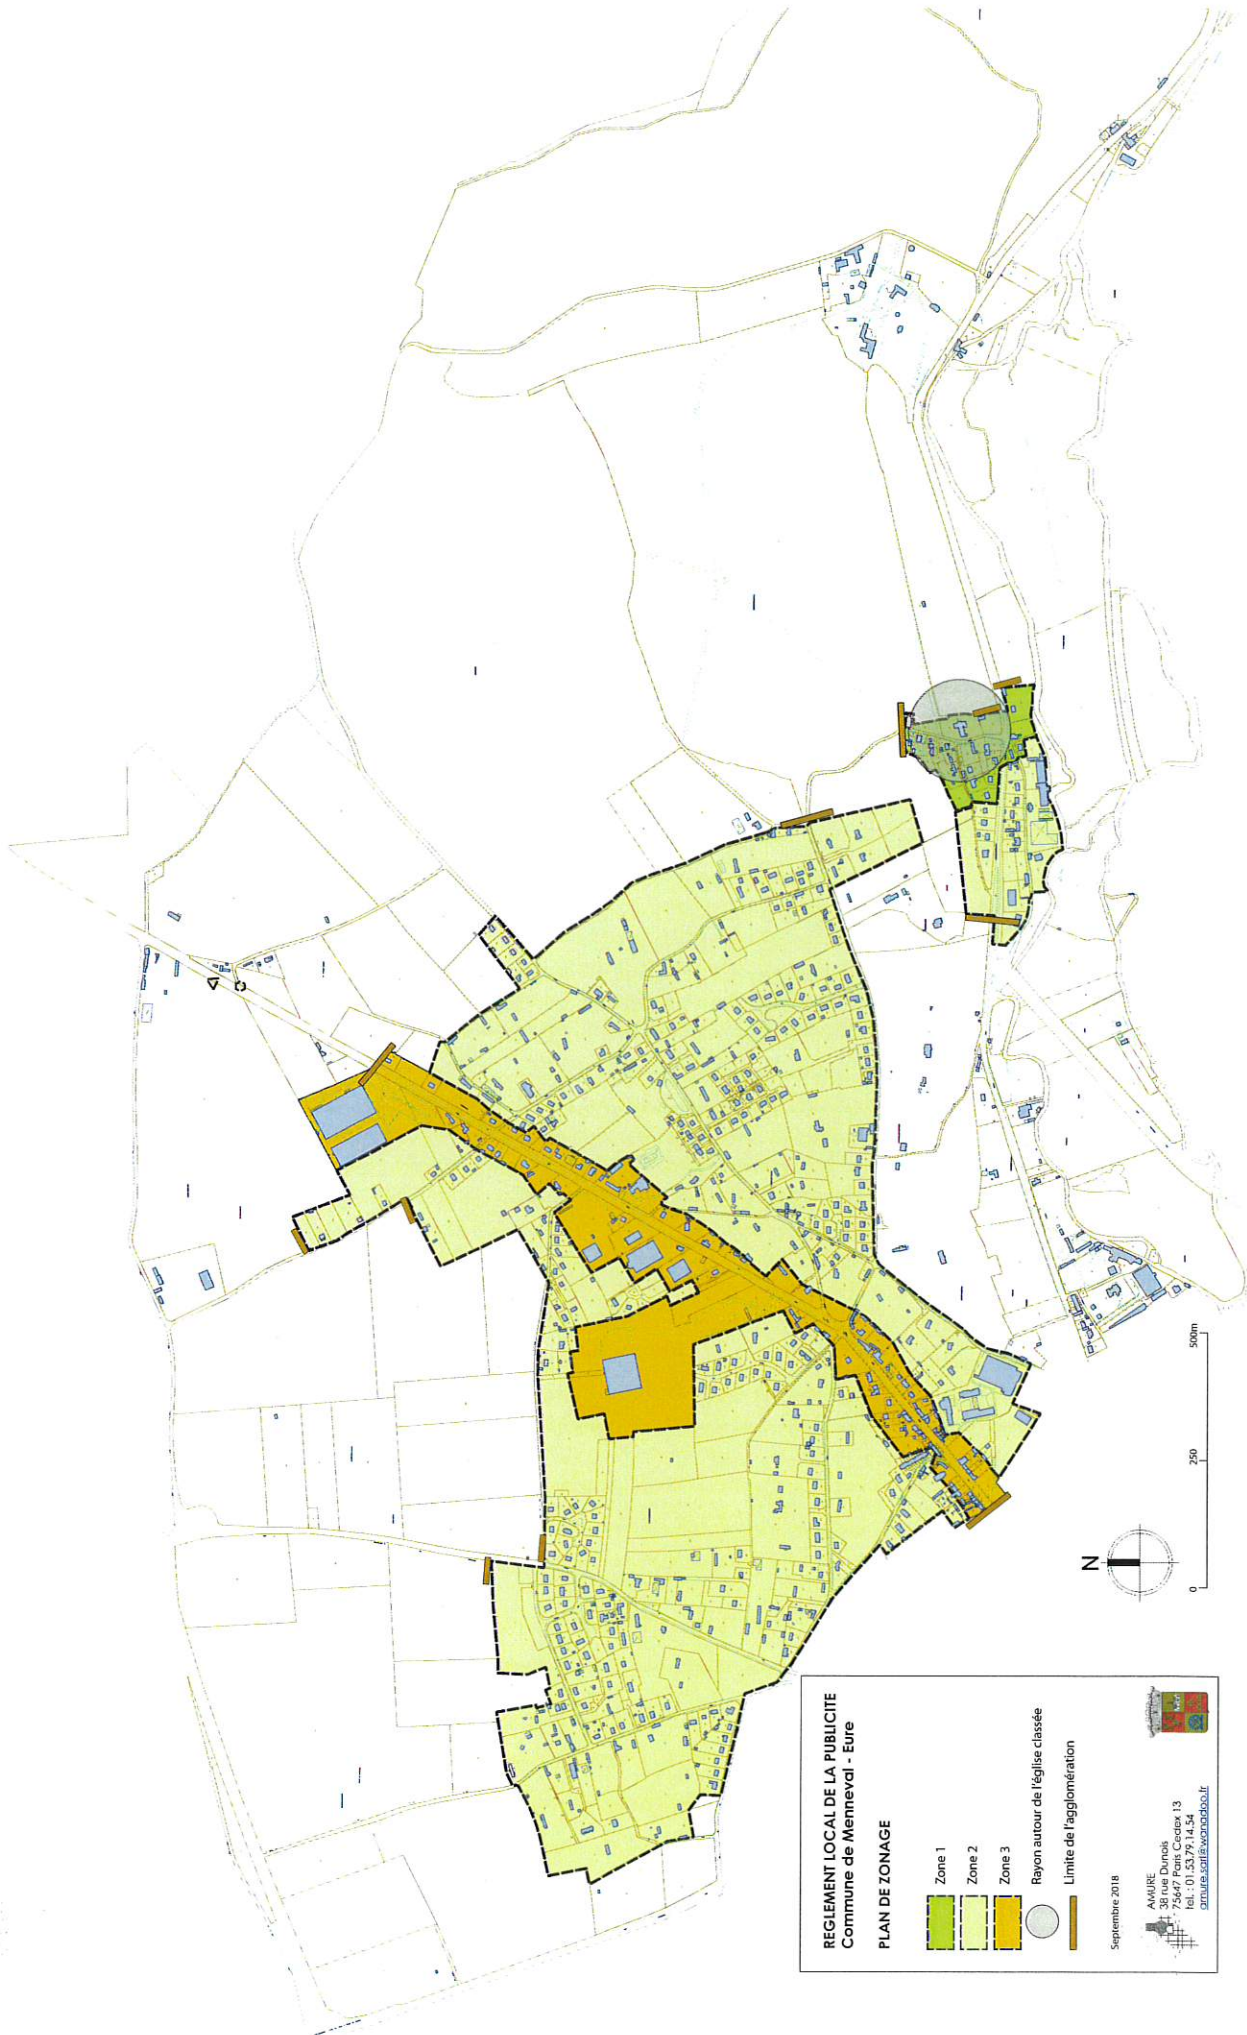 REGLEMENT LOCAL DE LA PUBLICITE
Commune de Menneval - Eure
PLAN DE ZONAGE
Zone 1
Zone 2
Zone 3
Rayon autour de l'église classée
Limite de l'agglomération
Septembre 2018
AMURE
38 rue Dunois
75647 Paris Cedex 13
tel. : 01.53.79.14.54
amure.sarl@wanadoo.fr
N
0 250 500m